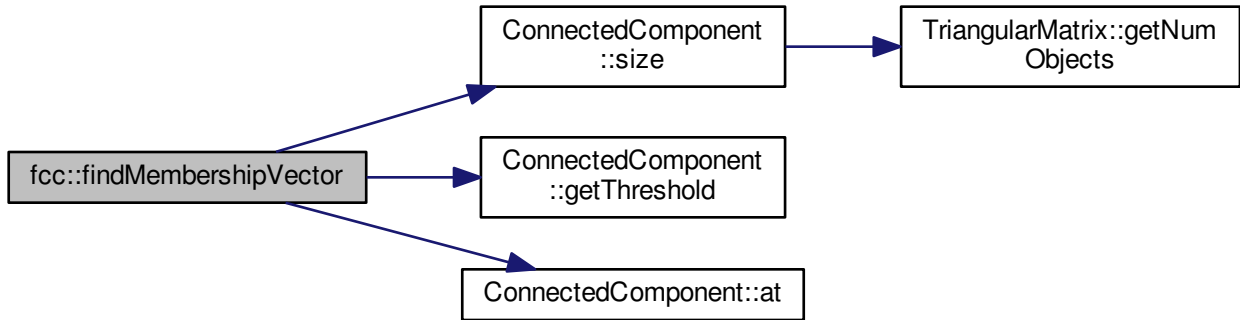 ConnectedComponent
::size
TriangularMatrix::getNum
Objects
fcc::findMembershipVector
ConnectedComponent
::getThreshold
ConnectedComponent::at